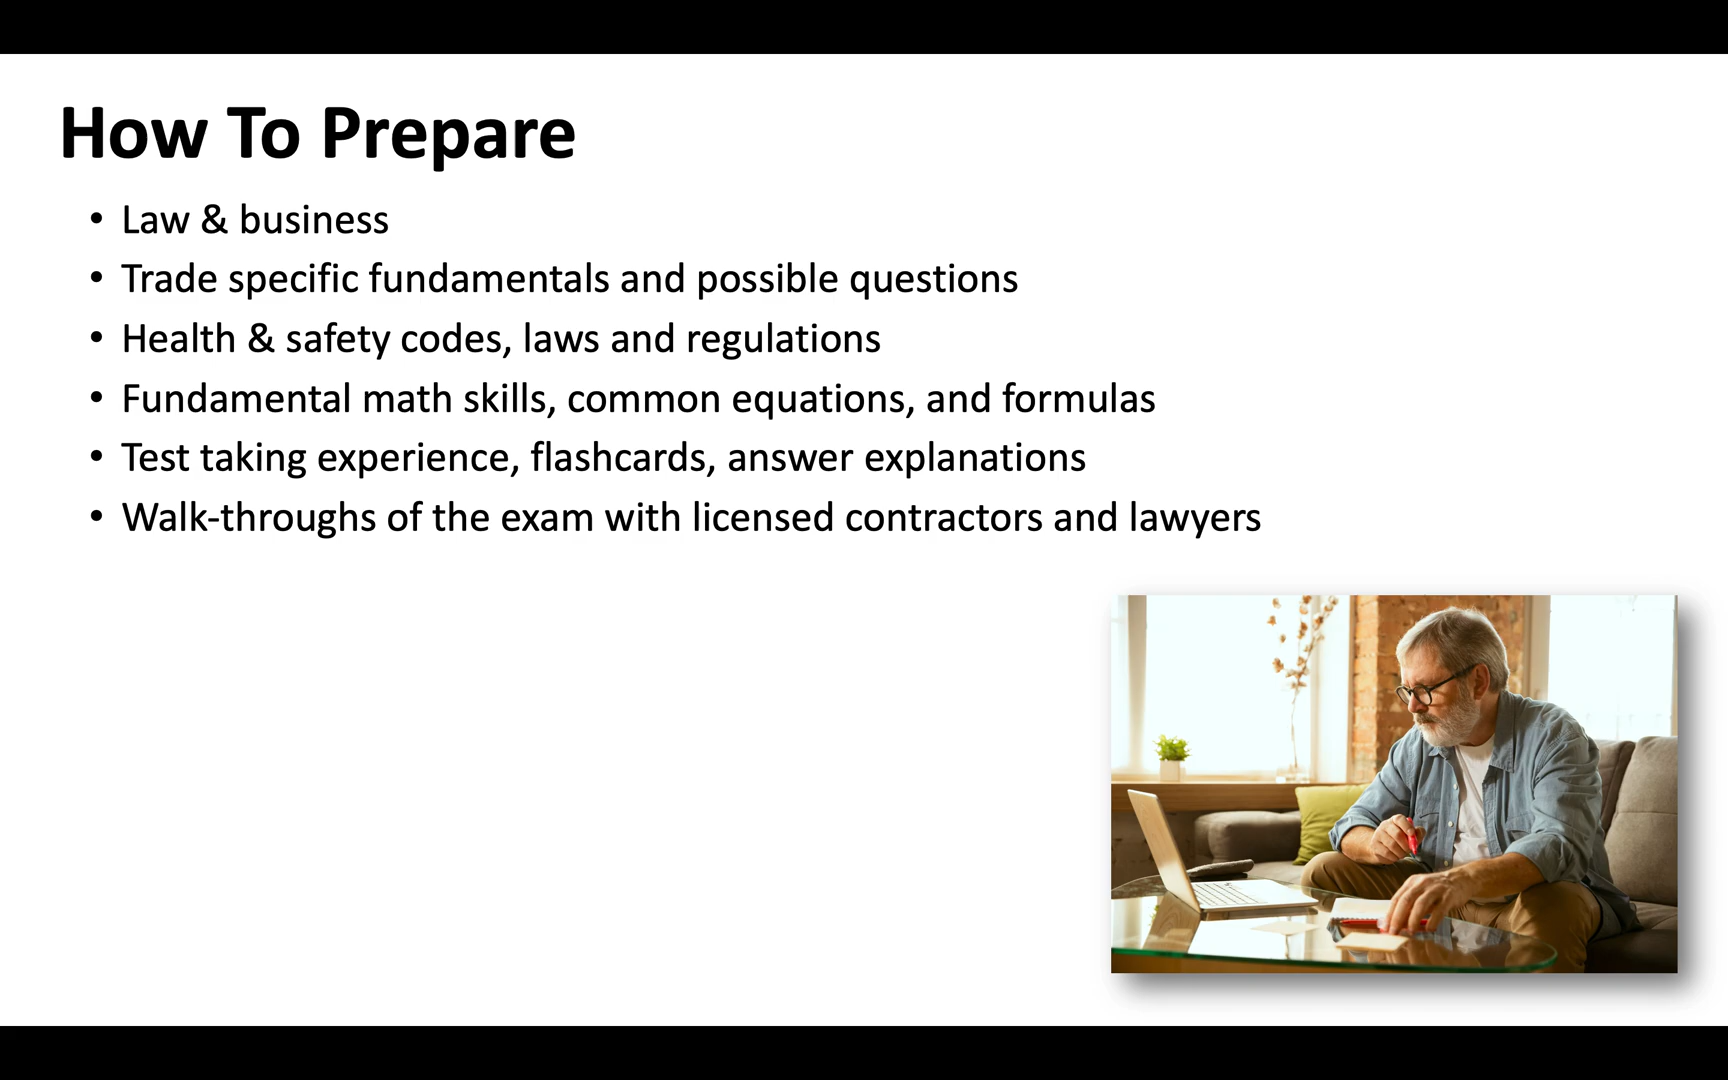 How To Prepare
• Law & business
• Trade specific fundamentals and possible questions
• Health & safety codes, laws and regulations
• Fundamental math skills, common equations, and formulas
• Test taking experience, flashcards, answer explanations
• Walk-throughs of the exam with licensed contractors and lawyers